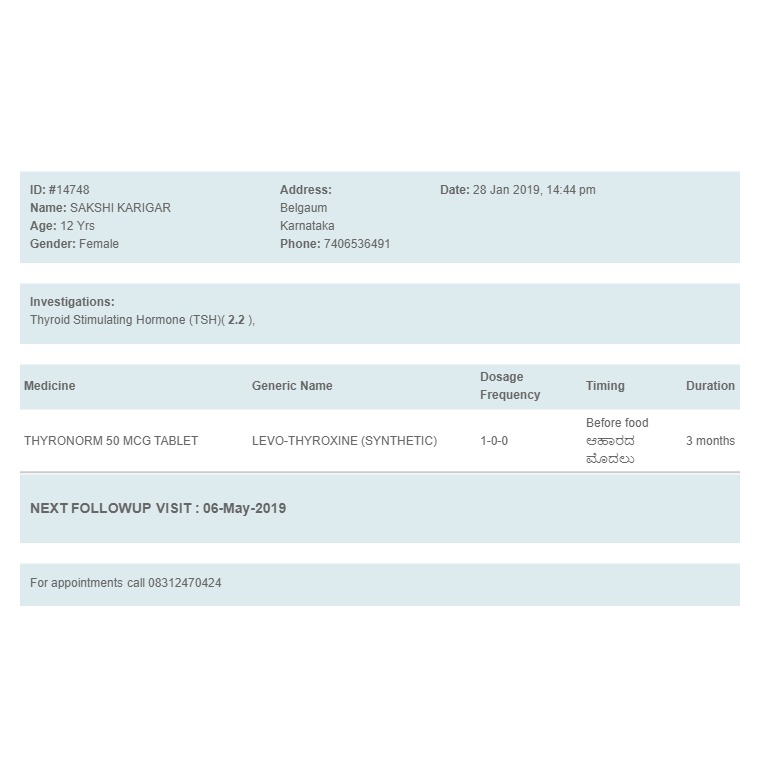 ID: #14748
Name: SAKSHI KARIGAR
Age: 12 Yrs
Gender: Female
Address:
Belgaum
Karnataka
Phone: 7406536491
Date: 28 Jan 2019, 14:44 pm
Investigations:
Thyroid Stimulating Hormone (TSH)( 2.2 ),
Medicine Generic Name Dosage Frequency Timing Duration
THYRONORM 50 MCG TABLET LEVO-THYROXINE (SYNTHETIC) 1-0-0 Before food ಆಹಾರದ ಮೊದಲು 3 months
NEXT FOLLOWUP VISIT : 06-May-2019
For appointments call 08312470424